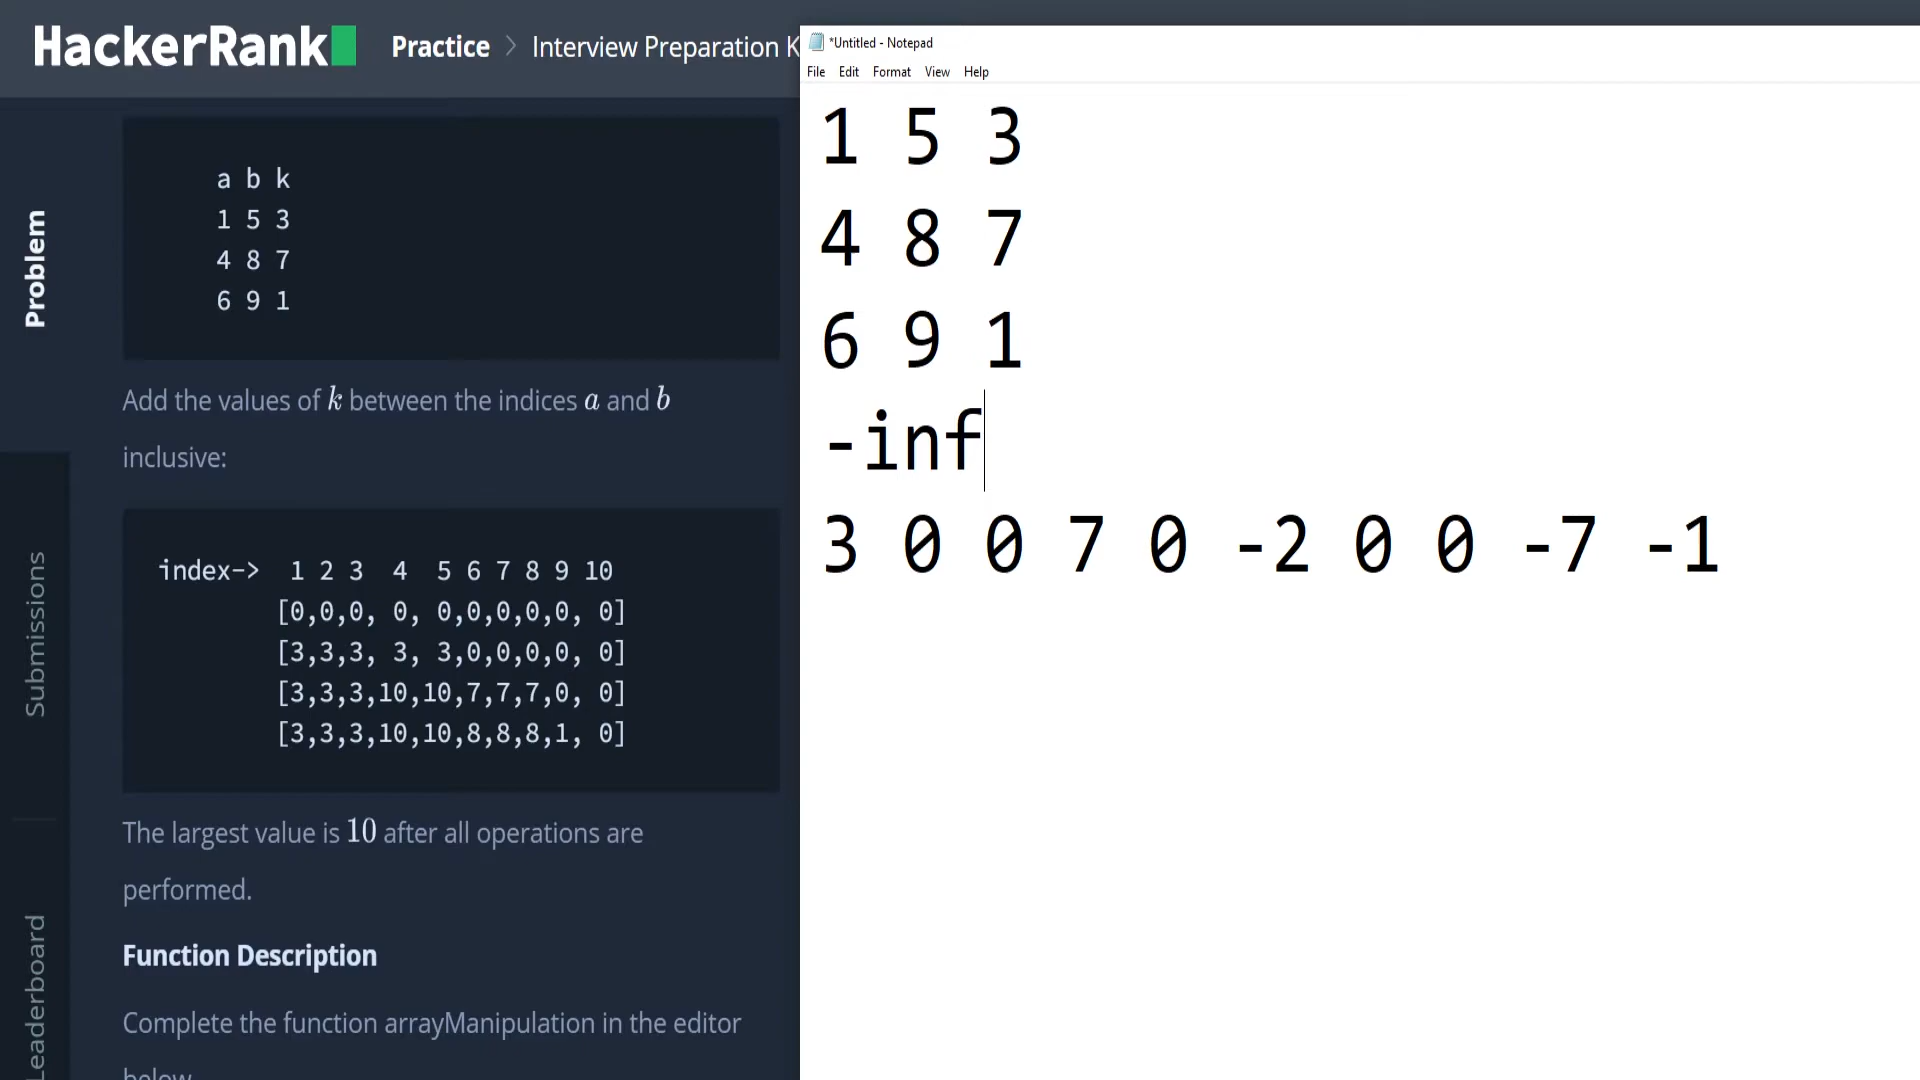 HackerRank
Practice > Interview Preparation K
Problem
Submissions
Leaderboard
a b k
1 5 3
4 8 7
6 9 1
Add the values of k between the indices a and b
inclusive:
index-> 1 2 3 4 5 6 7 8 9 10
[0,0,0, 0, 0,0,0,0,0, 0]
[3,3,3, 3, 3,0,0,0,0, 0]
[3,3,3,10,10,7,7,7,0, 0]
[3,3,3,10,10,8,8,8,1, 0]
The largest value is 10 after all operations are
performed.
Function Description
Complete the function arrayManipulation in the editor
below
*Untitled - Notepad
File Edit Format View Help
1 5 3
4 8 7
6 9 1
-inf
3 0 0 7 0 -2 0 0 -7 -1